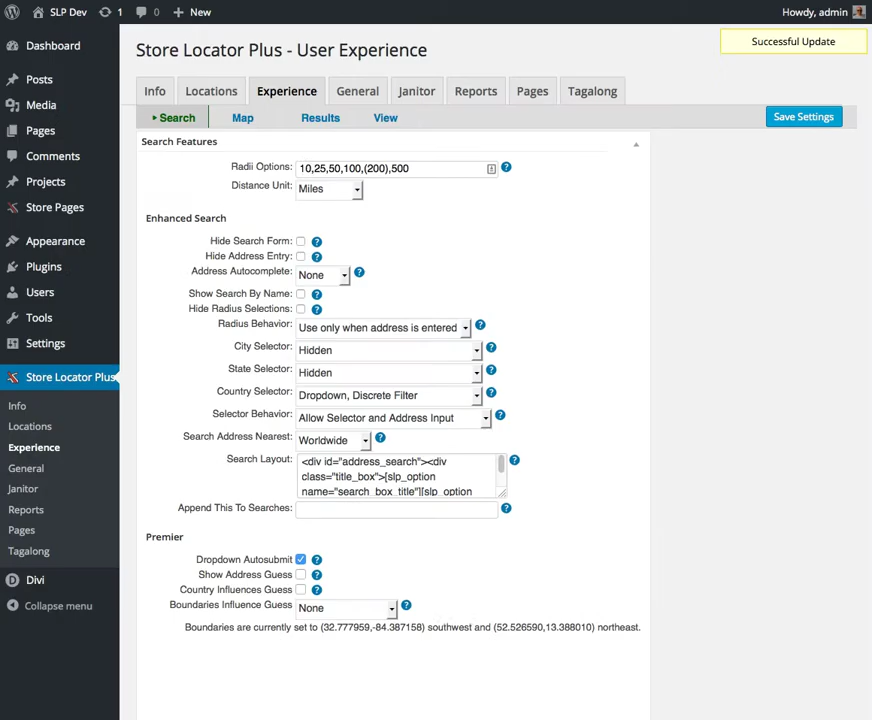 SLP Dev 1 0 New Howdy, admin
Successful Update
Dashboard
Posts
Media
Pages
Comments
Projects
Store Pages
Appearance
Plugins
Users
Tools
Settings
Store Locator Plus
Info
Locations
Experience
General
Janitor
Reports
Pages
Tagalong
Divi
Collapse menu
Store Locator Plus - User Experience
Info Locations Experience General Janitor Reports Pages Tagalong
Search Map Results View Save Settings
Search Features
Radii Options: 10,25,50,100,(200),500
Distance Unit: Miles
Enhanced Search
Hide Search Form:
Hide Address Entry:
Address Autocomplete: None
Show Search By Name:
Hide Radius Selections:
Radius Behavior: Use only when address is entered
City Selector: Hidden
State Selector: Hidden
Country Selector: Dropdown, Discrete Filter
Selector Behavior: Allow Selector and Address Input
Search Address Nearest: Worldwide
Search Layout: <div id="address_search"><div
class="title_box">[slp_option
name="search_box_title"][slp_option
Append This To Searches:
Premier
Dropdown Autosubmit
Show Address Guess
Country Influences Guess
Boundaries Influence Guess None
Boundaries are currently set to (32.777959,-84.387158) southwest and (52.526590,13.388010) northeast.